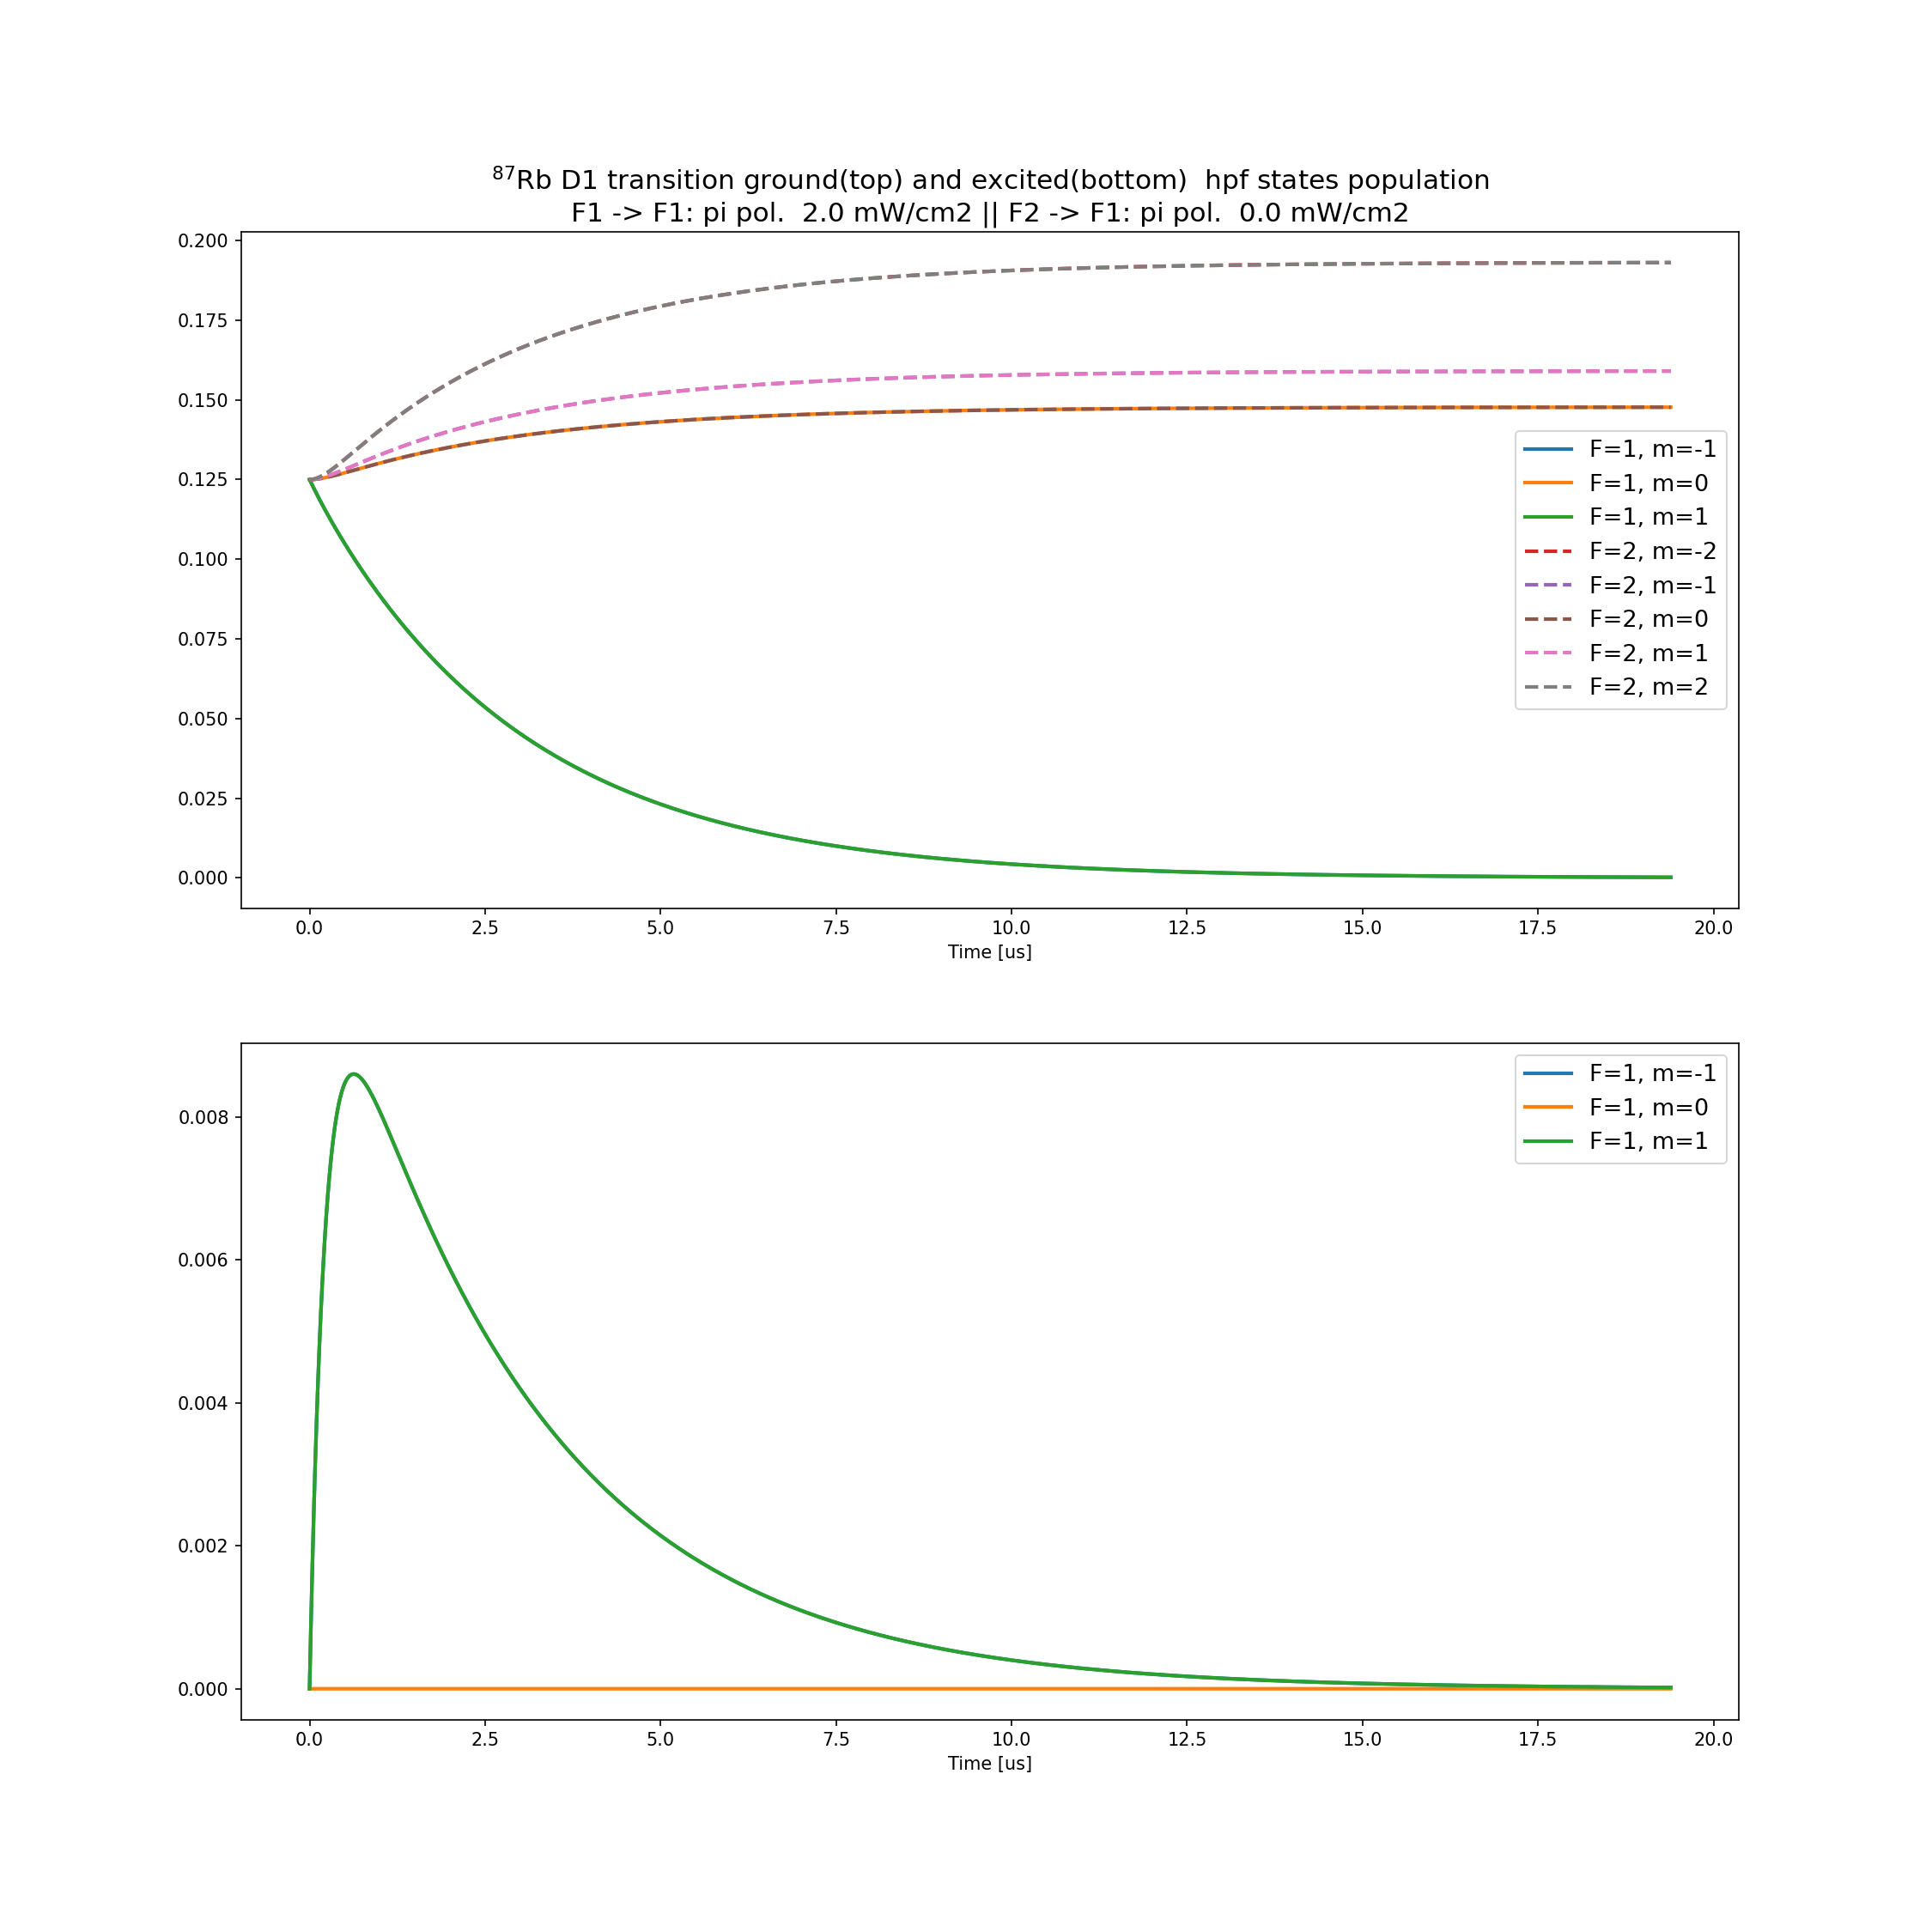 ⁸⁷Rb D1 transition ground(top) and excited(bottom)  hpf states population
F1 -> F1: pi pol.  2.0 mW/cm2 || F2 -> F1: pi pol.  0.0 mW/cm2
0.200
0.175
0.150
0.125
0.100
0.075
0.050
0.025
0.000
F=1, m=-1
F=1, m=0
F=1, m=1
F=2, m=-2
F=2, m=-1
F=2, m=0
F=2, m=1
F=2, m=2
0.0 2.5 5.0 7.5 10.0 12.5 15.0 17.5 20.0
Time [us]
0.008
0.006
0.004
0.002
0.000
F=1, m=-1
F=1, m=0
F=1, m=1
0.0 2.5 5.0 7.5 10.0 12.5 15.0 17.5 20.0
Time [us]